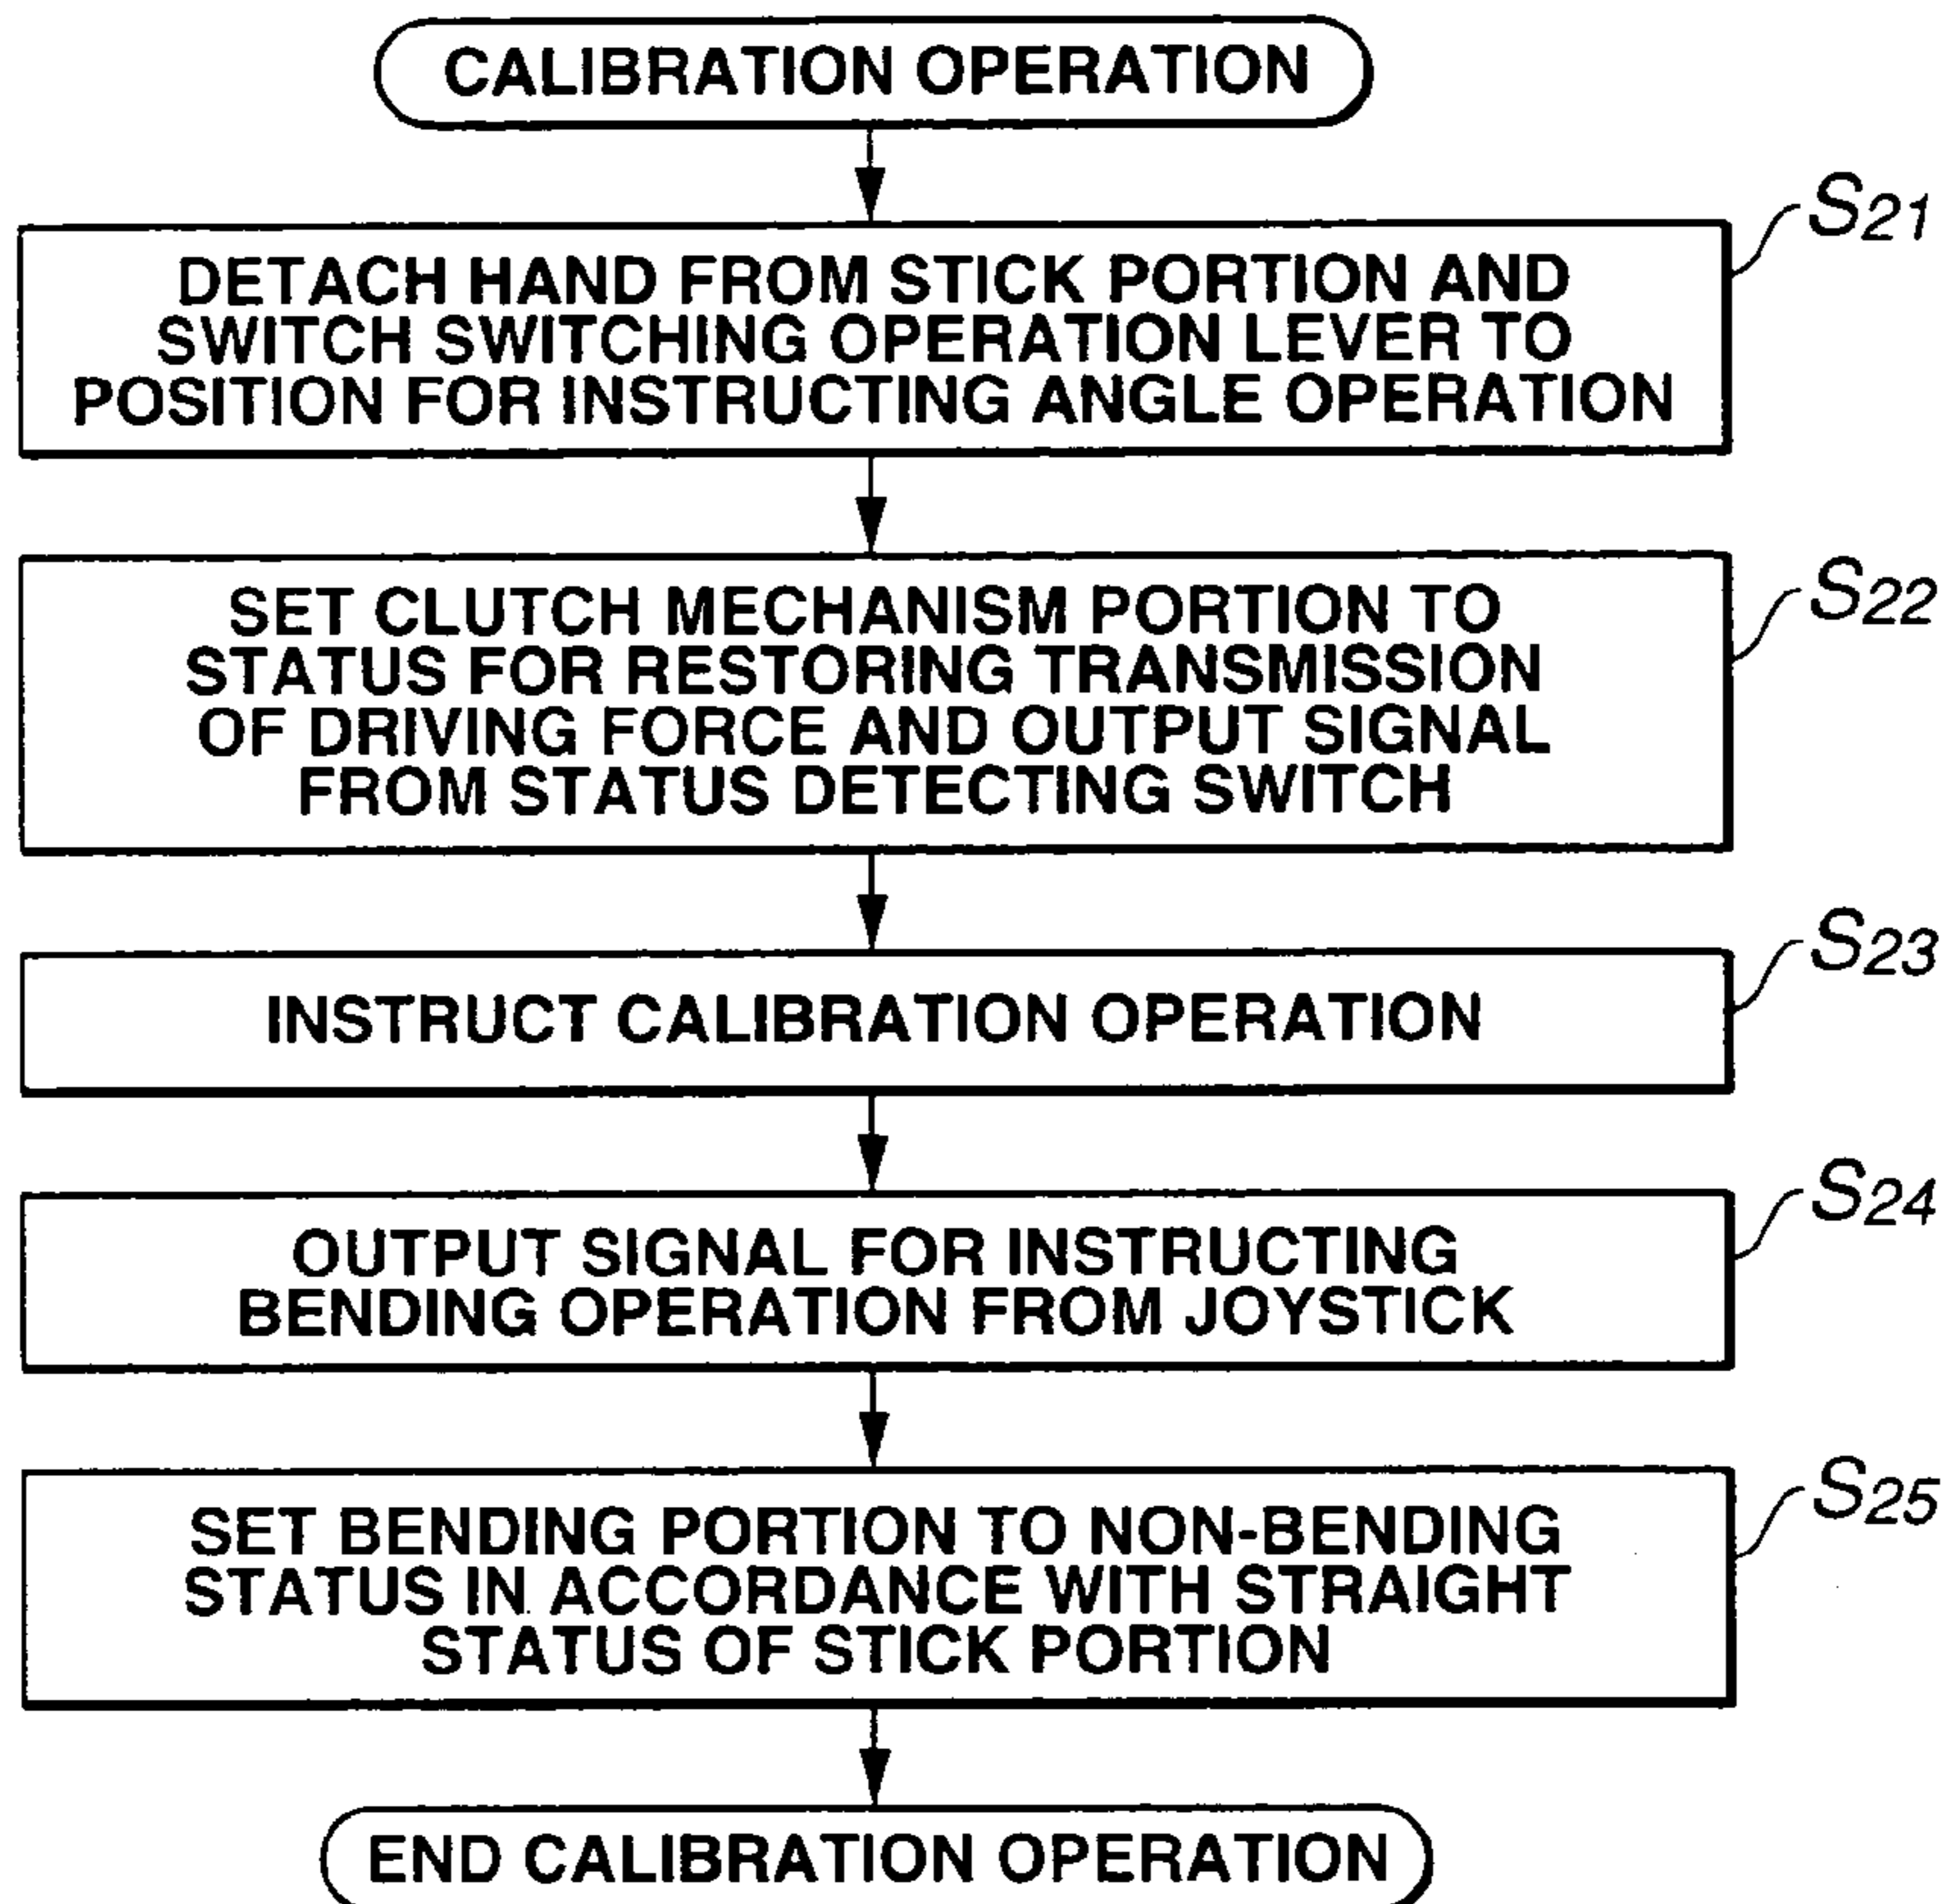 CALIBRATION OPERATION
S21
DETACH HAND FROM STICK PORTION AND
SWITCH SWITCHING OPERATION LEVER TO
POSITION FOR INSTRUCTING ANGLE OPERATION
S22
SET CLUTCH MECHANISM PORTION TO
STATUS FOR RESTORING TRANSMISSION
OF DRIVING FORCE AND OUTPUT SIGNAL
FROM STATUS DETECTING SWITCH
S23
INSTRUCT CALIBRATION OPERATION
S24
OUTPUT SIGNAL FOR INSTRUCTING
BENDING OPERATION FROM JOYSTICK
S25
SET BENDING PORTION TO NON-BENDING
STATUS IN ACCORDANCE WITH STRAIGHT
STATUS OF STICK PORTION
END CALIBRATION OPERATION